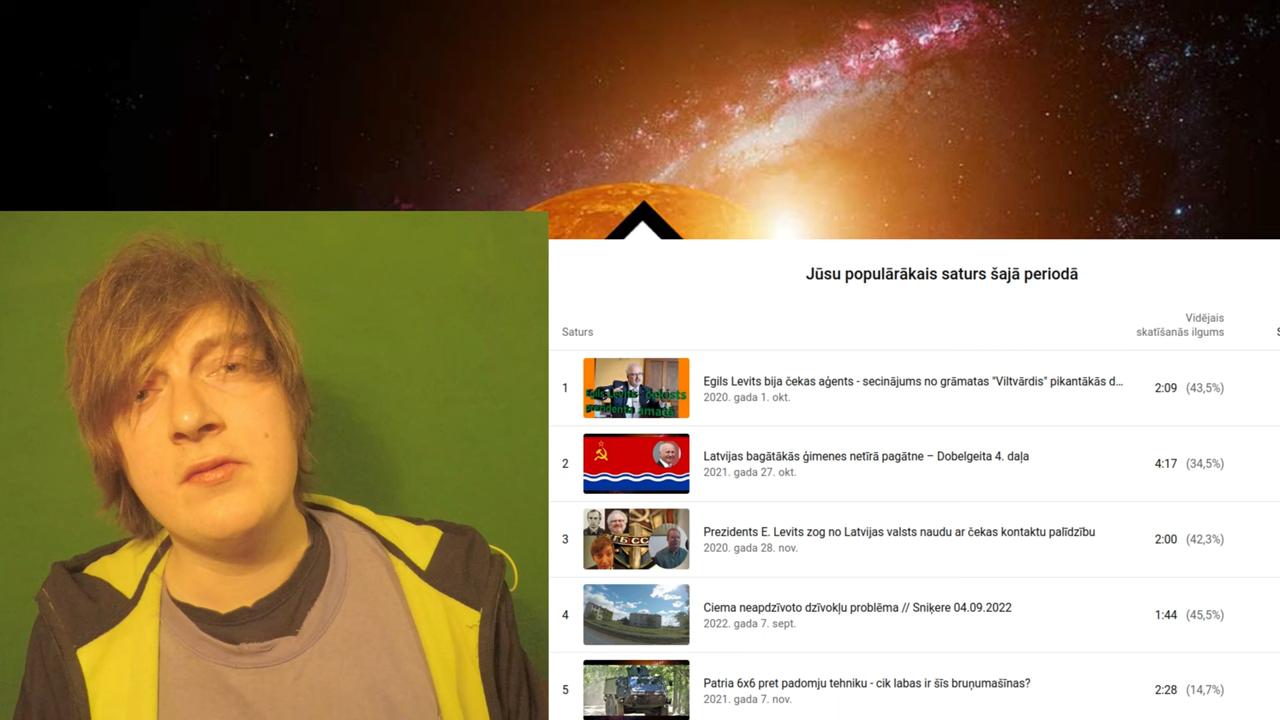 Jūsu populārākais saturs šajā periodā
Saturs
Vidējais
skatīšanās ilgums
1
Egils Levits bija čekas aģents - secinājums no grāmatas "Viltvārdis" pikantākās d…
2020. gada 1. okt.
2:09 (43,5%)
2
Latvijas bagātākās ģimenes netīrā pagātne – Dobelgeita 4. daļa
2021. gada 27. okt.
4:17 (34,5%)
3
Prezidents E. Levits zog no Latvijas valsts naudu ar čekas kontaktu palīdzību
2020. gada 28. nov.
2:00 (42,3%)
4
Ciema neapdzīvoto dzīvokļu problēma // Sniķere 04.09.2022
2022. gada 7. sept.
1:44 (45,5%)
5
Patria 6x6 pret padomju tehniku - cik labas ir šīs bruņumašīnas?
2021. gada 7. nov.
2:28 (14,7%)